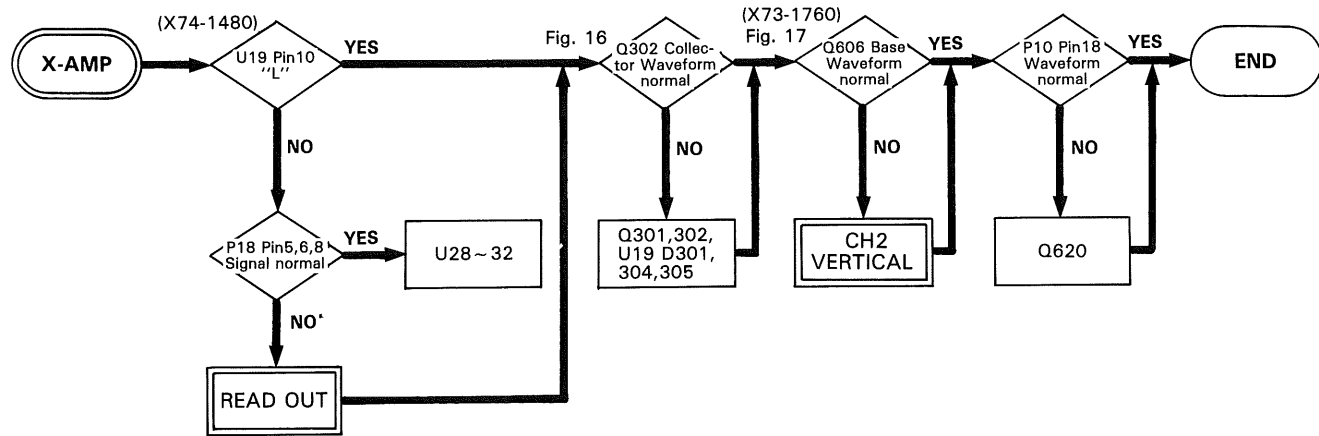 (X74-1480)
X-AMP
U19 Pin10
"L"
YES
NO
P18 Pin5,6,8
Signal normal
YES
U28~32
NO
READ OUT
Fig. 16
Q302 Collec-
tor Waveform
normal
NO
Q301,302,
U19 D301,
304,305
(X73-1760)
Fig. 17
Q606 Base
Waveform
normal
YES
NO
CH2
VERTICAL
P10 Pin18
Waveform
normal
YES
NO
Q620
END